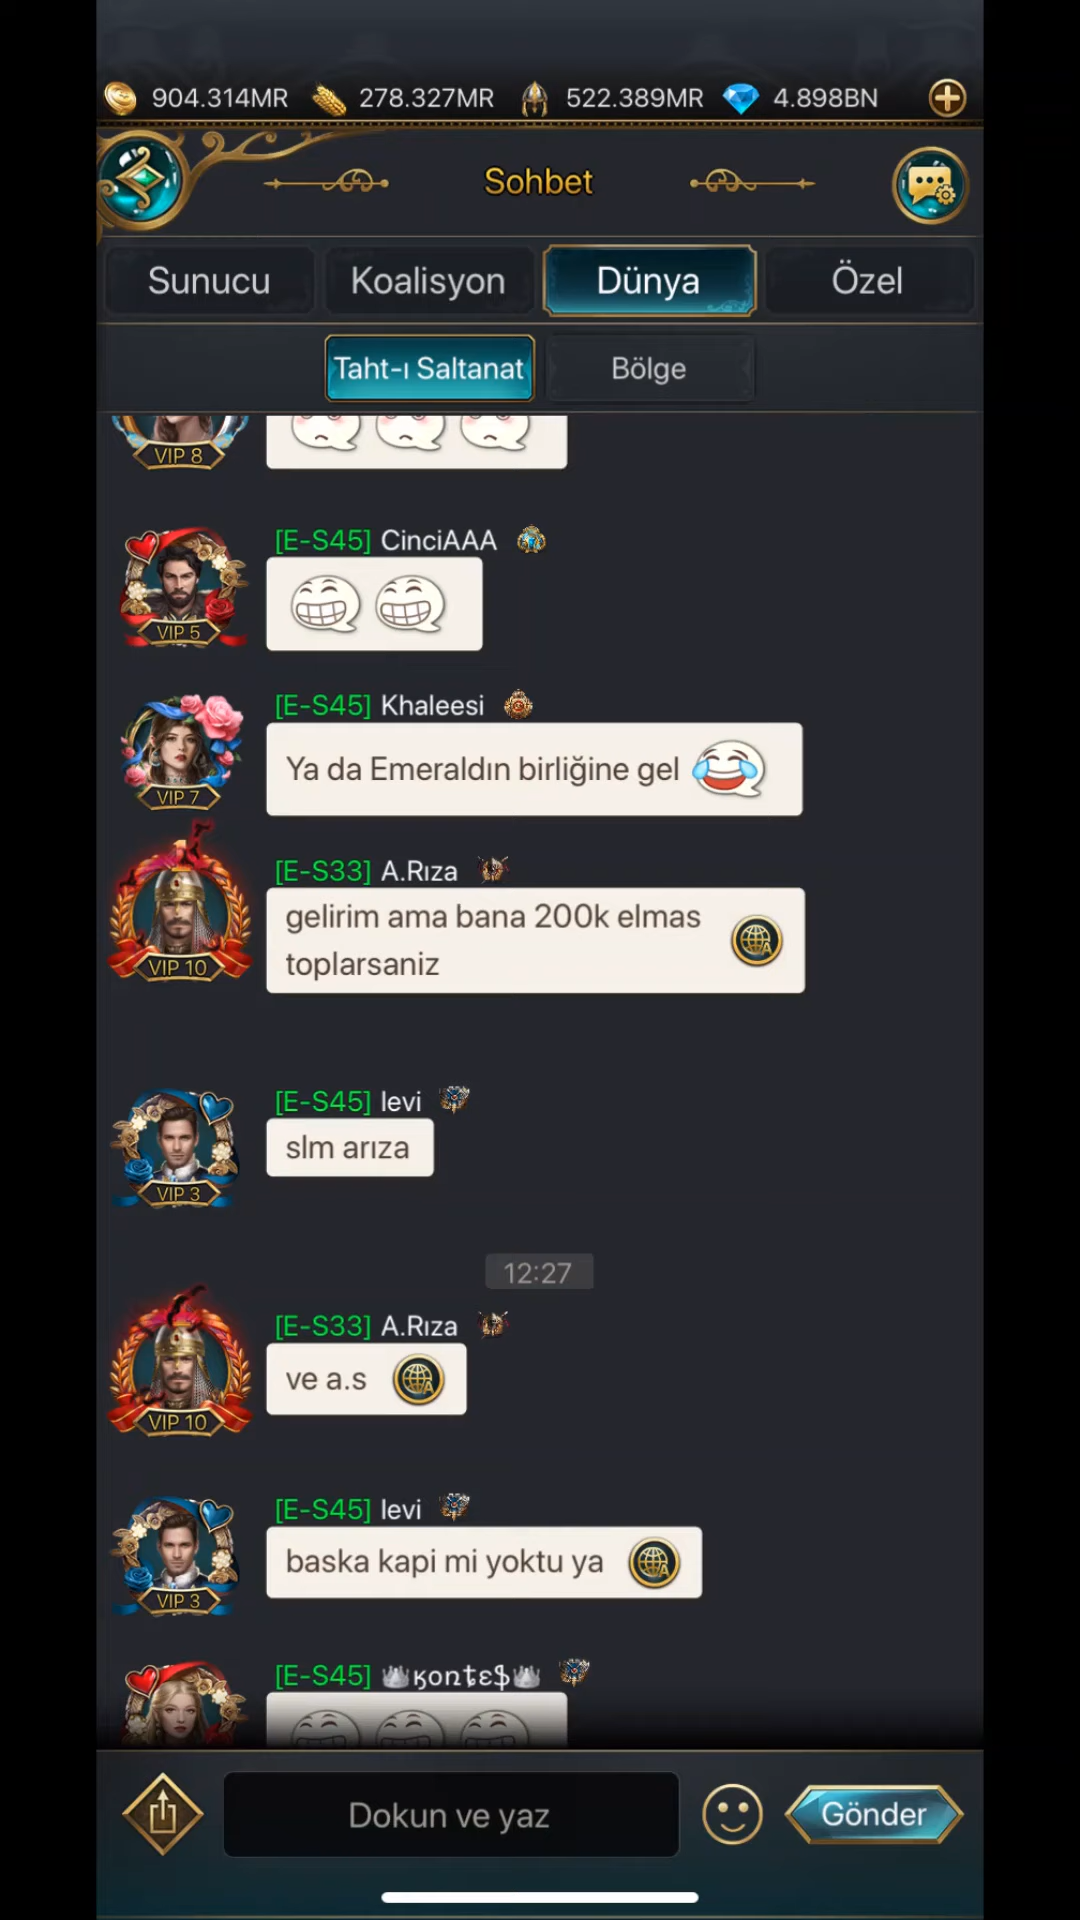 904.314MR 278.327MR 522.389MR 4.898BN
Sohbet
Sunucu Koalisyon Dünya Özel
Taht-ı Saltanat Bölge
VIP 8
[E-S45] CinciAAA
VIP 5
[E-S45] Khaleesi
Ya da Emeraldın birliğine gel
VIP 7
[E-S33] A.Rıza
gelirim ama bana 200k elmas
toplarsaniz
VIP 10
[E-S45] levi
slm arıza
VIP 3
12:27
[E-S33] A.Rıza
ve a.s
VIP 10
[E-S45] levi
baska kapi mi yoktu ya
VIP 3
[E-S45] 👑ӄօnꞇɛ$👑
Dokun ve yaz
Gönder